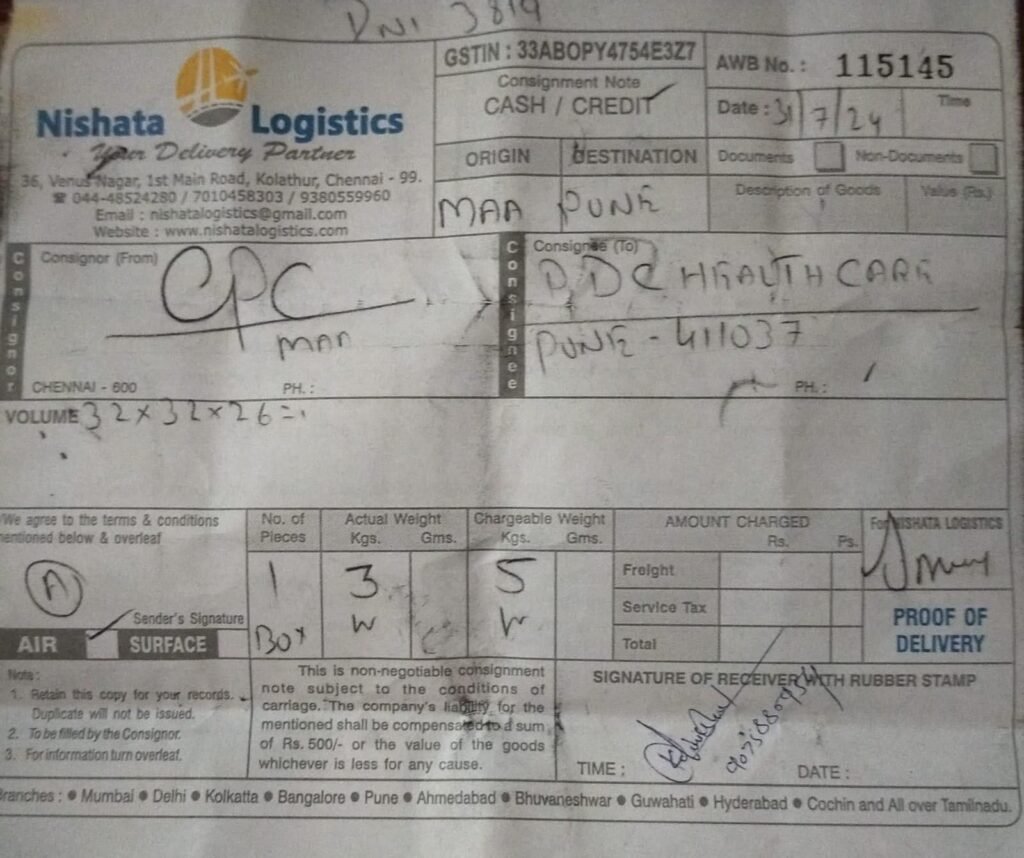 DNI 3819
Nishata Logistics
Your Delivery Partner
36, Venus Nagar, 1st Main Road, Kolathur, Chennai - 99.
☎ 044-48524280 / 7010458303 / 9380559960
Email : nishatalogistics@gmail.com
Website : www.nishatalogistics.com
GSTIN : 33ABOPY4754E3Z7
Consignment Note
CASH / CREDIT
AWB No. : 115145
Date : 31/7/24
Time
ORIGIN
DESTINATION
Documents
Non-Documents
MAA
PUNE
Description of Goods
Value (Rs.)
Consignor
Consignor (From)
CPC
MAA
CHENNAI - 600
PH. :
Consignee
Consignee (To)
DDC HEALTH CARE
PUNE - 411037
PH. :
VOLUME 32 x 32 x 26 =
We agree to the terms & conditions
mentioned below & overleaf
A
Sender's Signature
AIR
SURFACE
No. of Pieces
1
BOX
Actual Weight
Kgs. Gms.
3
Chargeable Weight
Kgs. Gms.
5
AMOUNT CHARGED
Rs. Ps.
Freight
Service Tax
Total
For NISHATA LOGISTICS
PROOF OF
DELIVERY
Note :
1. Retain this copy for your records.
Duplicate will not be issued.
2. To be filled by the Consignor.
3. For information turn overleaf.
This is non-negotiable consignment
note subject to the conditions of
carriage. The company's liability for the
mentioned shall be compensated to a sum
of Rs. 500/- or the value of the goods
whichever is less for any cause.
SIGNATURE OF RECEIVER WITH RUBBER STAMP
TIME :
DATE :
Branches : ● Mumbai ● Delhi ● Kolkatta ● Bangalore ● Pune ● Ahmedabad ● Bhuvaneshwar ● Guwahati ● Hyderabad ● Cochin and All over Tamilnadu.